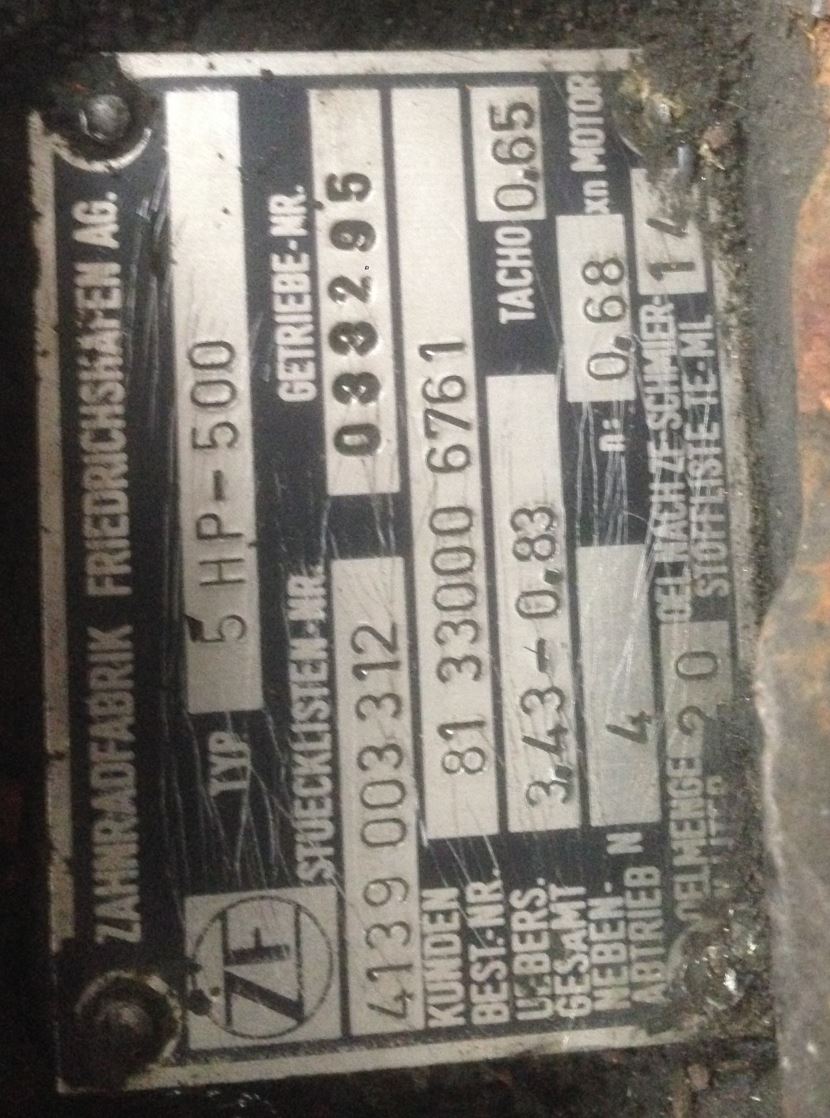 ZAHNRADFABRIK FRIEDRICHSHAFEN AG.
ZF
TYP 5 HP-500
STUECKLISTEN-NR. GETRIEBE-NR.
4139 003 312 033295
KUNDEN
BEST.-NR. 81 33000 6761
UEBERS.
GESAMT 3,43-0,83 TACHO 0,65
NEBEN-
ABTRIEB N 4 n: 0,68 xn MOTOR
OELMENGE 20 OEL NACH ZF-SCHMIER-
LITER STOFFLISTE TE-ML 14